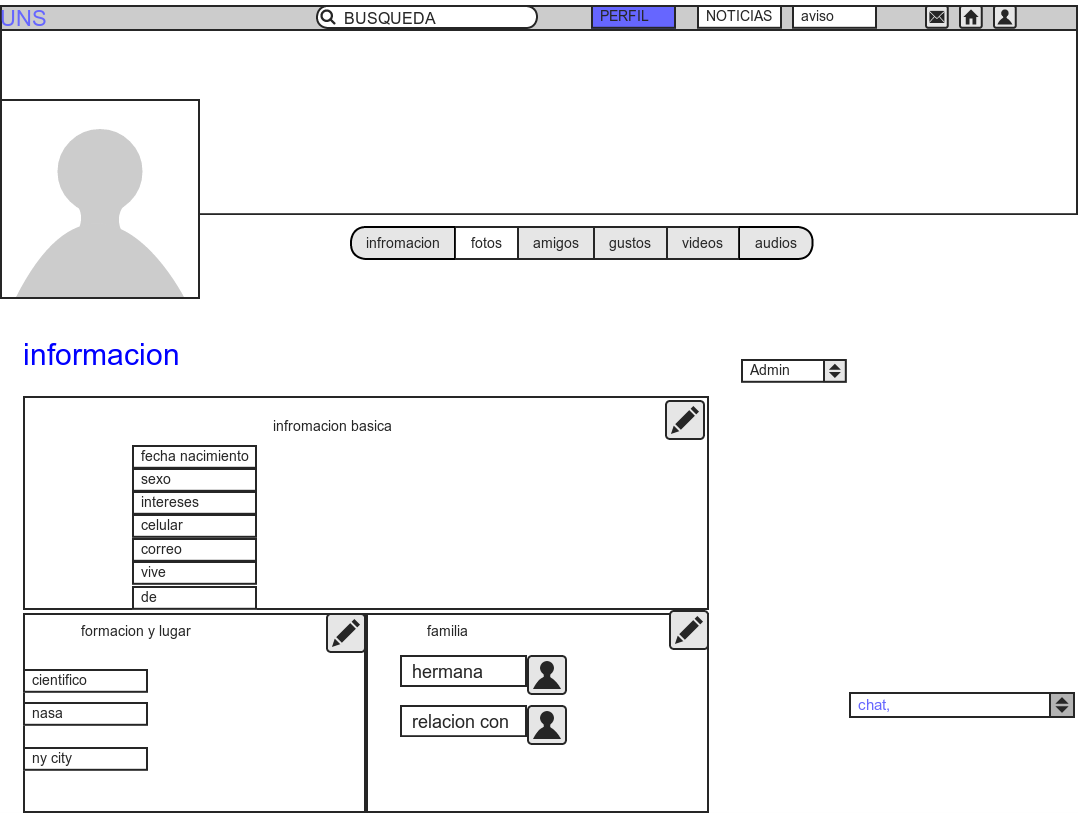 UNS
BUSQUEDA
PERFIL
NOTICIAS
aviso
infromacion
fotos
amigos
gustos
videos
audios
informacion
Admin
infromacion basica
fecha nacimiento
sexo
intereses
celular
correo
vive
de
formacion y lugar
cientifico
nasa
ny city
familia
hermana
relacion con
chat,